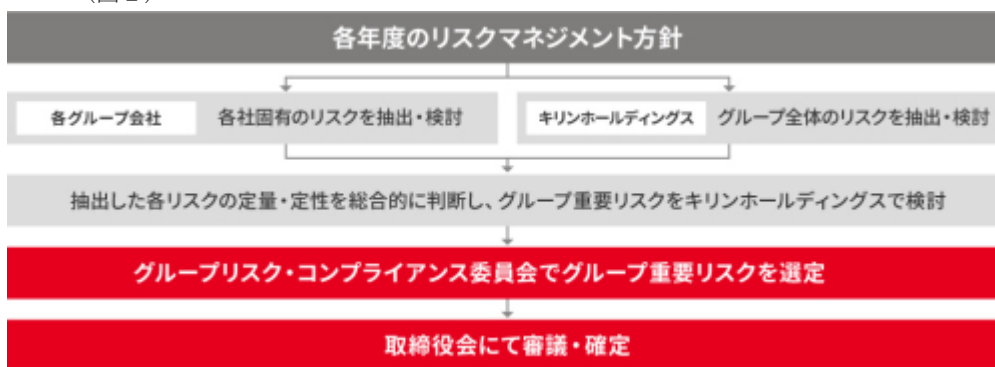 各年度のリスクマネジメント方針
各グループ会社 各社固有のリスクを抽出・検討
キリンホールディングス グループ全体のリスクを抽出・検討
抽出した各リスクの定量・定性を総合的に判断し、グループ重要リスクをキリンホールディングスで検討
グループリスク・コンプライアンス委員会でグループ重要リスクを選定
取締役会にて審議・確定